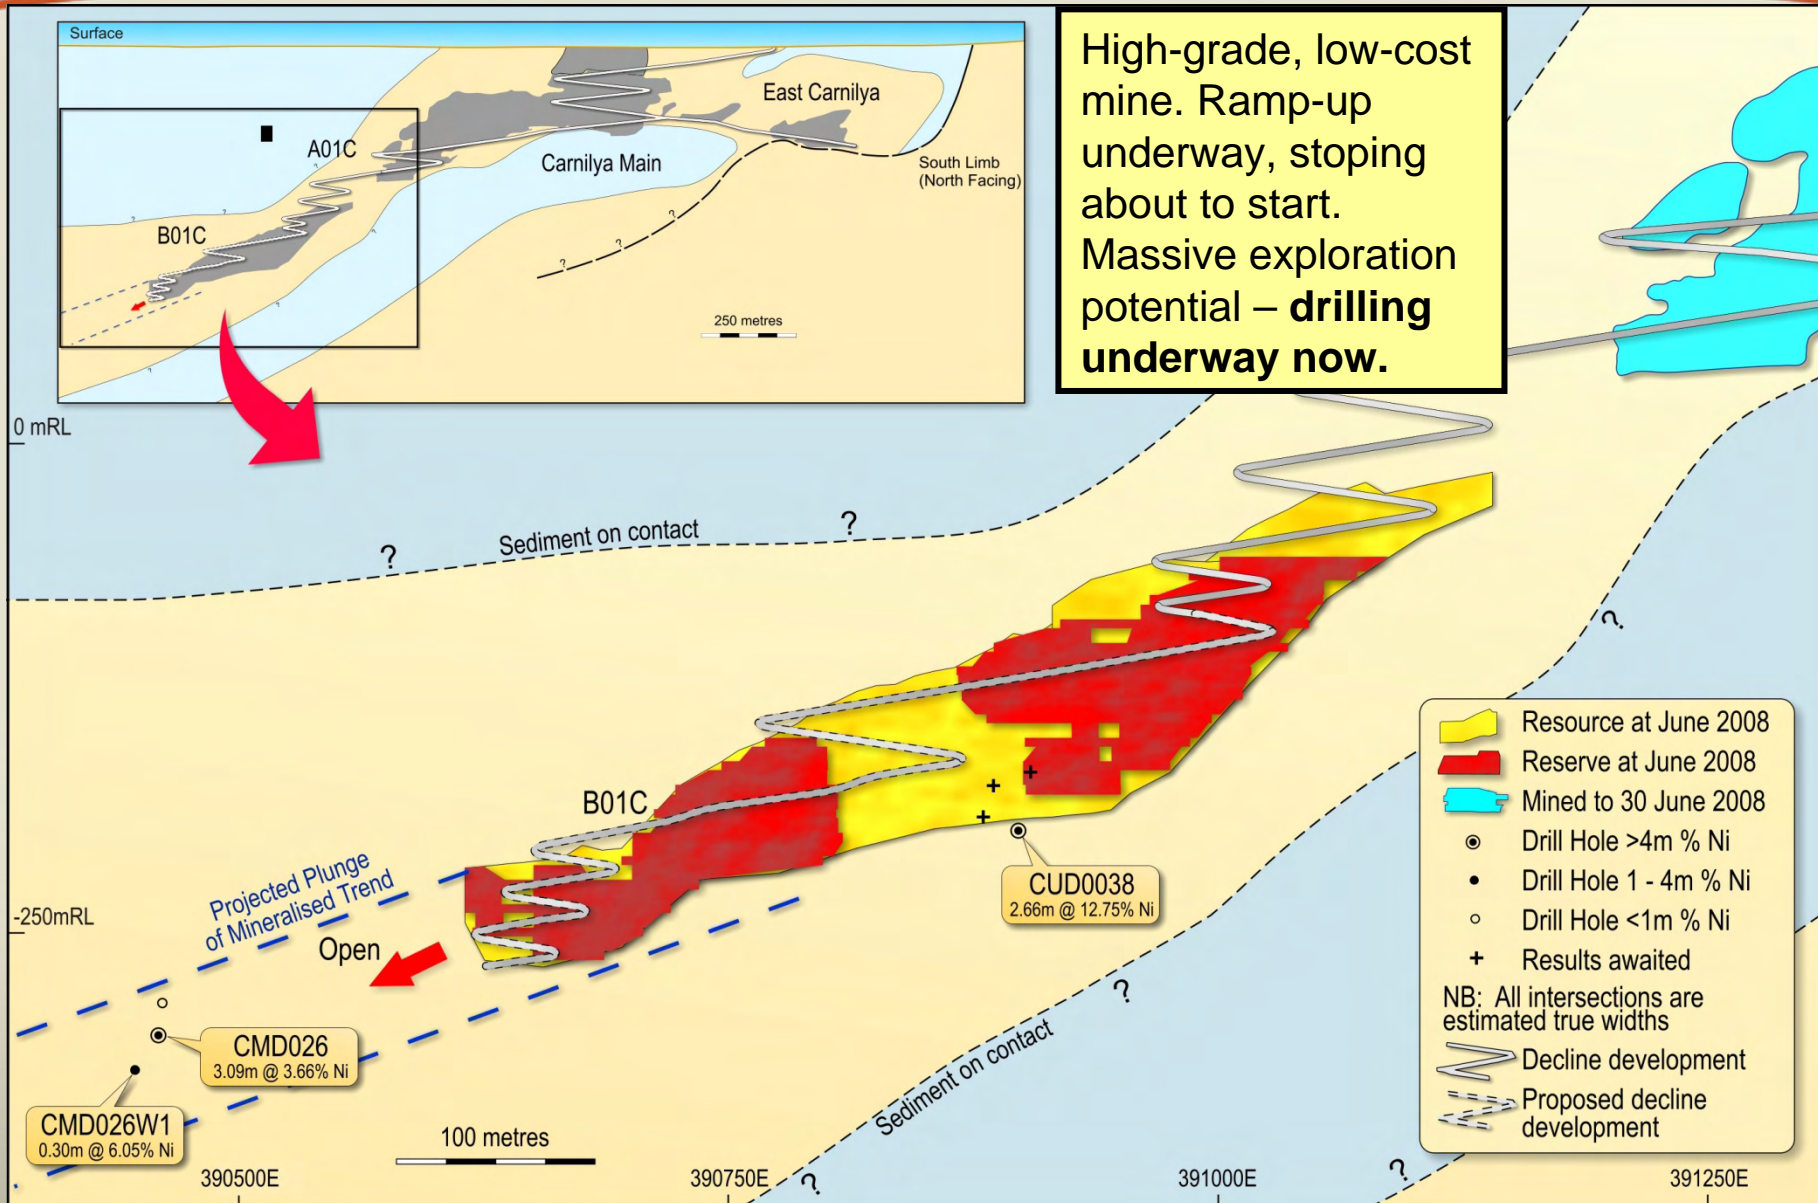 Surface
East Carnilya
A01C
Carnilya Main
South Limb
(North Facing)
B01C
?
?
?
?
?
?
?
?
?
250 metres
High-grade, low-cost
mine. Ramp-up
underway, stoping
about to start.
Massive exploration
potential – drilling
underway now.
0 mRL
?
Sediment on contact
?
?
B01C
Projected Plunge
of Mineralised Trend
-250mRL
Open
CUD0038
2.66m @ 12.75% Ni
CMD026
3.09m @ 3.66% Ni
CMD026W1
0.30m @ 6.05% Ni
?
Sediment on contact
?
?
Resource at June 2008
Reserve at June 2008
Mined to 30 June 2008
Drill Hole >4m % Ni
Drill Hole 1 - 4m % Ni
Drill Hole <1m % Ni
+ Results awaited
NB: All intersections are
estimated true widths
Decline development
Proposed decline
development
100 metres
390500E
390750E
391000E
391250E